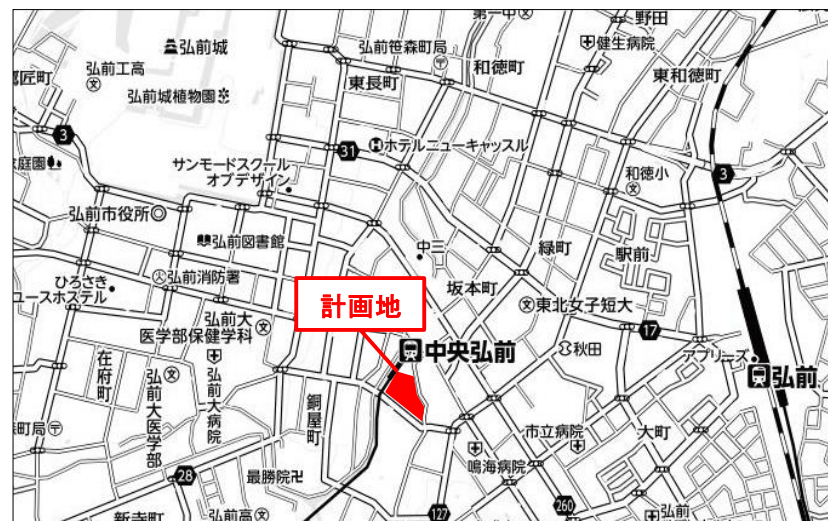 第一中
野田
弘前城
弘前笹森町局
健生病院
和徳町
弘前工高
東長町
東和徳町
匠町
弘前城植物園
3
31
ホテルニューキャッスル
サンモードスクール
オブデザイン
和徳小
3
庭園
弘前市役所
弘前図書館
中三
緑町
駅前
ひろさき
ユースホステル
弘前消防署
坂本町
計画地
弘前大
医学部保健学科
東北女子短大
17
中央弘前
秋田
アプリーズ
弘前
在府町
弘前大医学部
弘前大病院
銅屋町
町局
市立病院
大町
28
最勝院
鳴海病院
新寺町
弘前高
127
260
弘前